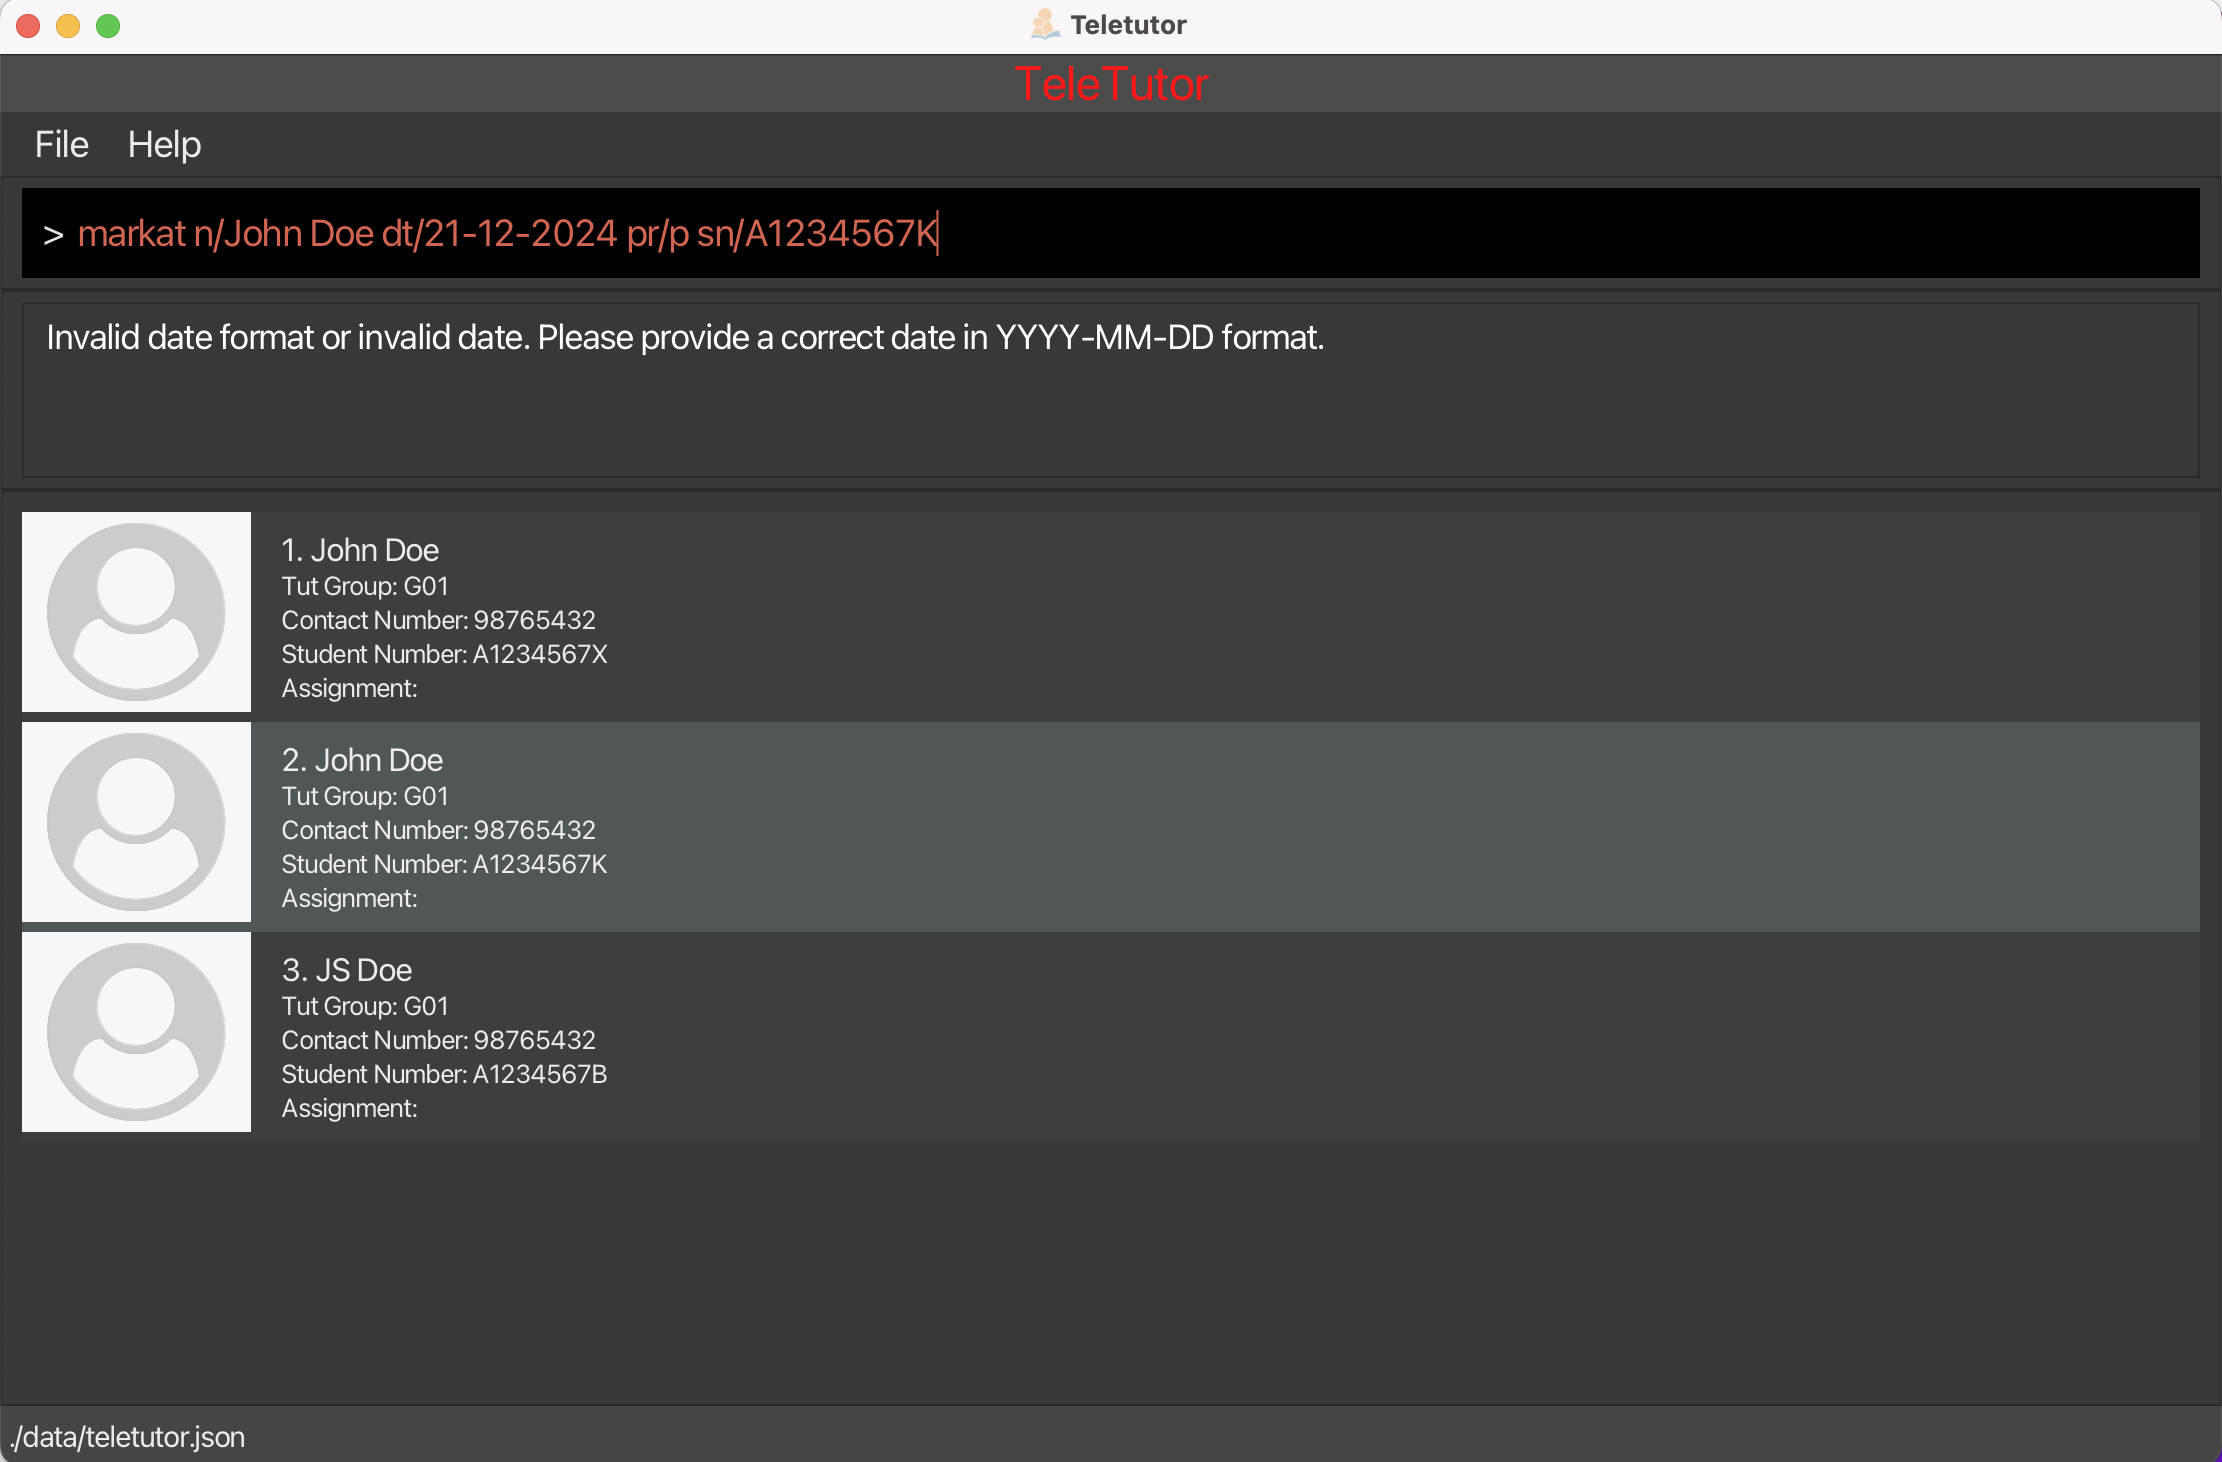 Teletutor
TeleTutor
File Help
> markat n/John Doe dt/21-12-2024 pr/p sn/A1234567K
Invalid date format or invalid date. Please provide a correct date in YYYY-MM-DD format.
1. John Doe
Tut Group: G01
Contact Number: 98765432
Student Number: A1234567X
Assignment:
2. John Doe
Tut Group: G01
Contact Number: 98765432
Student Number: A1234567K
Assignment:
3. JS Doe
Tut Group: G01
Contact Number: 98765432
Student Number: A1234567B
Assignment:
./data/teletutor.json